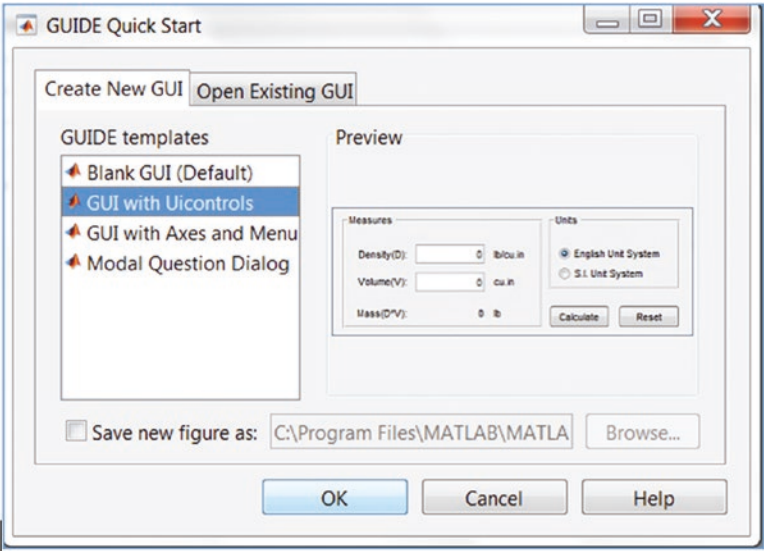 GUIDE Quick Start
Create New GUI Open Existing GUI
GUIDE templates
Blank GUI (Default)
GUI with Uicontrols
GUI with Axes and Menu
Modal Question Dialog
Preview
Measures
Density(D): 0 lb/cu.in
Volume(V): 0 cu.in
Mass(D*V): 0 lb
Units
English Unit System
S.I. Unit System
Calculate Reset
Save new figure as: C:\Program Files\MATLAB\MATLA Browse...
OK Cancel Help